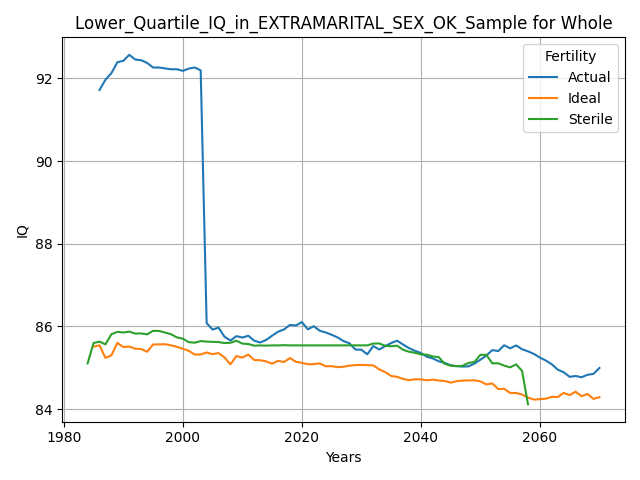 Lower_Quartile_IQ_in_EXTRAMARITAL_SEX_OK_Sample for Whole
Fertility
Actual
Ideal
Sterile
IQ
92
90
88
86
84
1980
2000
2020
2040
2060
Years